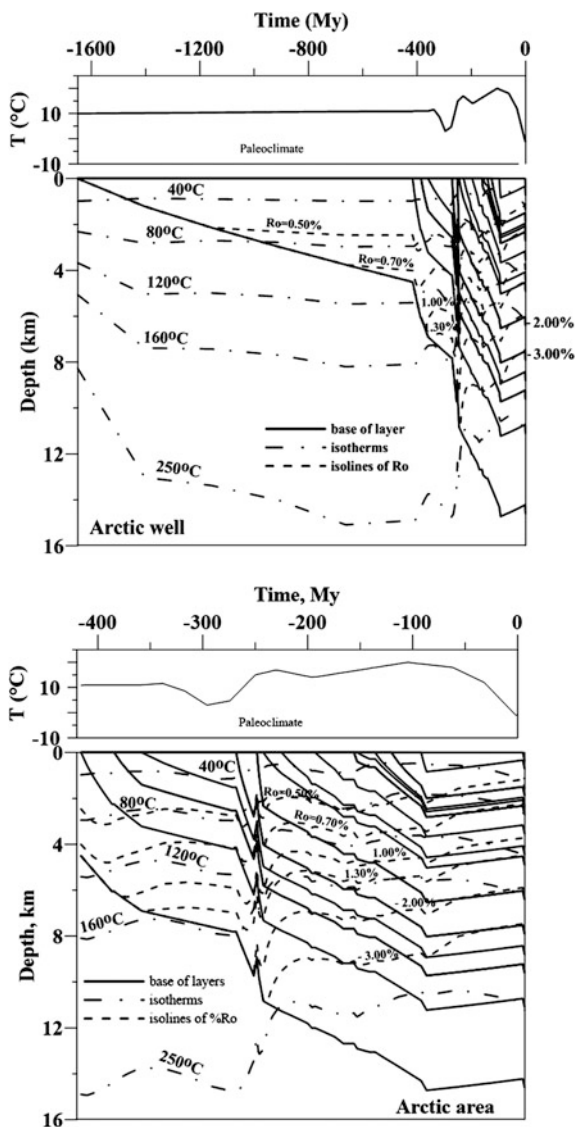 Time (My)
-1600 -1200 -800 -400 0
T (°C)
10
-10
Paleoclimate
0
40°C
Ro=0.50%
80°C
Ro=0.70%
4
120°C
1.00%
1.30%
2.00%
160°C
3.00%
8
Depth (km)
base of layer
isotherms
isolines of Ro
12
250°C
Arctic well
16
Time, My
-400 -300 -200 -100 0
T (°C)
10
-10
Paleoclimate
0
40°C
Ro=0.50%
80°C
Ro=0.70%
4
1.00%
120°C
1.30%
2.00%
160°C
8
3.00%
Depth, km
base of layers
isotherms
isolines of %Ro
12
250°C
Arctic area
16